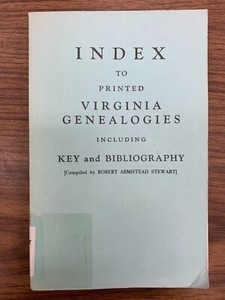 INDEX
TO
PRINTED
VIRGINIA
GENEALOGIES
INCLUDING
KEY and BIBLIOGRAPHY
[Compiled by ROBERT ARMISTEAD STEWART]